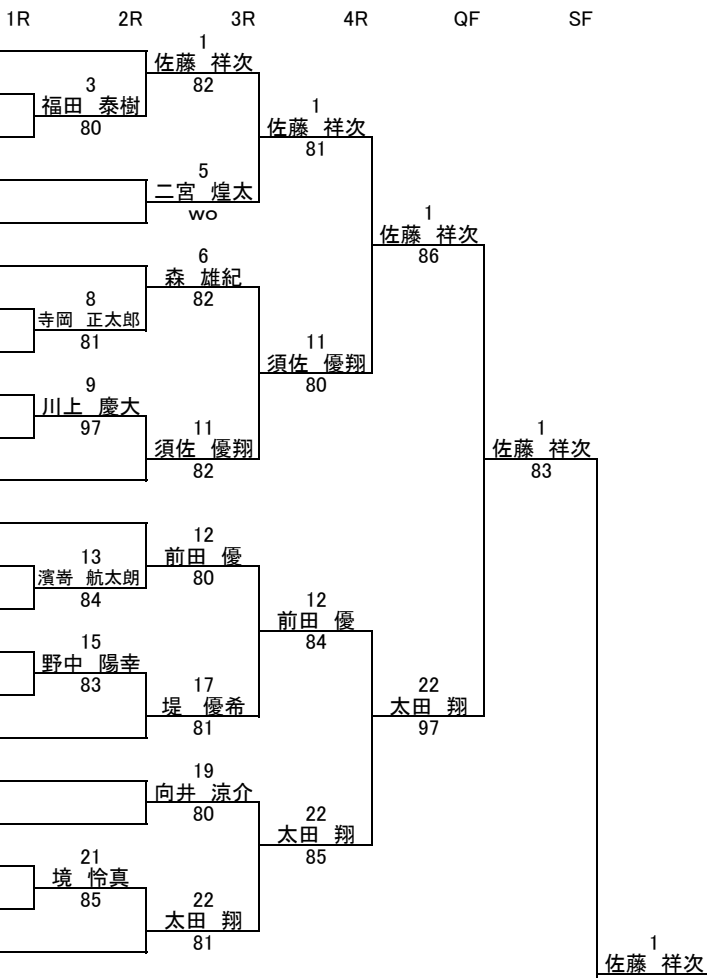 1R 2R 3R 4R QF SF
1
佐藤 祥次
82
3
福田 泰樹
80
1
佐藤 祥次
81
5
二宮 煌太
wo
1
佐藤 祥次
86
6
森 雄紀
82
8
寺岡 正太郎
81
11
須佐 優翔
80
9
川上 慶大
97
11
須佐 優翔
82
1
佐藤 祥次
83
12
前田 優
80
13
濱嵜 航太朗
84
12
前田 優
84
15
野中 陽幸
83
17
堤 優希
81
22
太田 翔
97
19
向井 涼介
80
22
太田 翔
85
21
境 怜真
85
22
太田 翔
81
1
佐藤 祥次